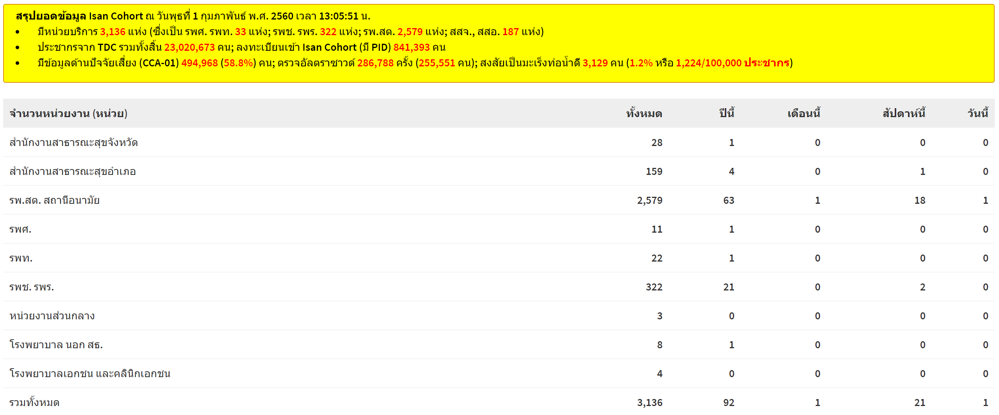 สรุปยอดข้อมูล Isan Cohort ณ วันพุธที่ 1 กุมภาพันธ์ พ.ศ. 2560 เวลา 13:05:51 น.
• มีหน่วยบริการ 3,136 แห่ง (ซึ่งเป็น รพศ. รพท. 33 แห่ง; รพช. รพร. 322 แห่ง; รพ.สต. 2,579 แห่ง; สสจ., สสอ. 187 แห่ง)
• ประชากรจาก TDC รวมทั้งสิ้น 23,020,673 คน; ลงทะเบียนเข้า Isan Cohort (มี PID) 841,393 คน
• มีข้อมูลด้านปัจจัยเสี่ยง (CCA-01) 494,968 (58.8%) คน; ตรวจอัลตราซาวด์ 286,788 ครั้ง (255,551 คน); สงสัยเป็นมะเร็งท่อน้ำดี 3,129 คน (1.2% หรือ 1,224/100,000 ประชากร)
จำนวนหน่วยงาน (หน่วย) ทั้งหมด ปีนี้ เดือนนี้ สัปดาห์นี้ วันนี้
สำนักงานสาธารณะสุขจังหวัด 28 1 0 0 0
สำนักงานสาธารณะสุขอำเภอ 159 4 0 1 0
รพ.สต. สถานีอนามัย 2,579 63 1 18 1
รพศ. 11 1 0 0 0
รพท. 22 1 0 0 0
รพช. รพร. 322 21 0 2 0
หน่วยงานส่วนกลาง 3 0 0 0 0
โรงพยาบาล นอก สธ. 8 1 0 0 0
โรงพยาบาลเอกชน และคลินิกเอกชน 4 0 0 0 0
รวมทั้งหมด 3,136 92 1 21 1